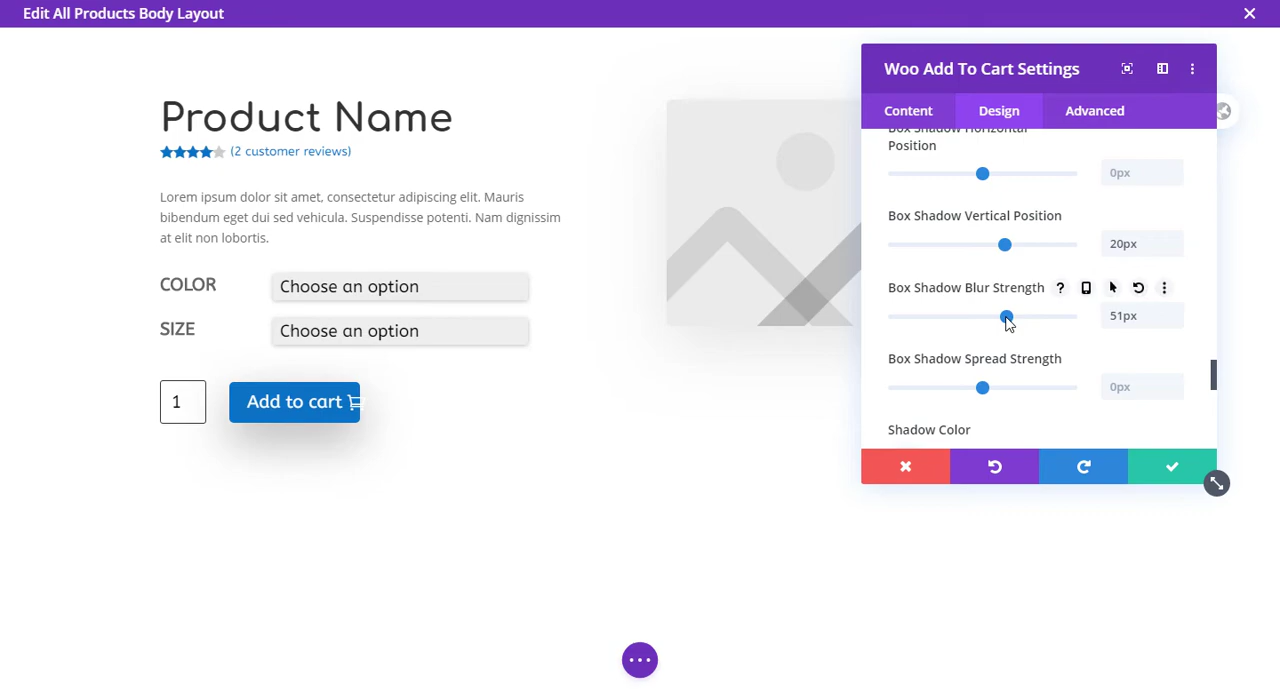 Edit All Products Body Layout
Product Name
(2 customer reviews)
Lorem ipsum dolor sit amet, consectetur adipiscing elit. Mauris
bibendum eget dui sed vehicula. Suspendisse potenti. Nam dignissim
at elit non lobortis.
COLOR
Choose an option
SIZE
Choose an option
1
Add to cart
Woo Add To Cart Settings
Content
Design
Advanced
Box Shadow Horizontal
Position
0px
Box Shadow Vertical Position
20px
Box Shadow Blur Strength ?
51px
Box Shadow Spread Strength
0px
Shadow Color